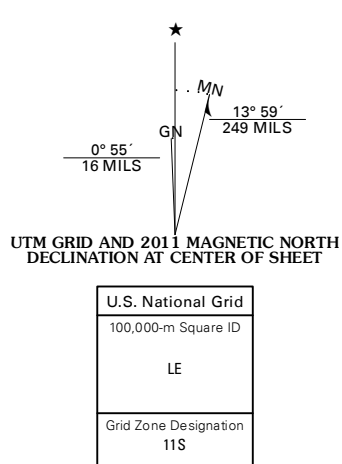 ★
MN
GN
13° 59´
249 MILS
0° 55´
16 MILS
UTM GRID AND 2011 MAGNETIC NORTH
DECLINATION AT CENTER OF SHEET
U.S. National Grid
100,000-m Square ID
LE
Grid Zone Designation
11S